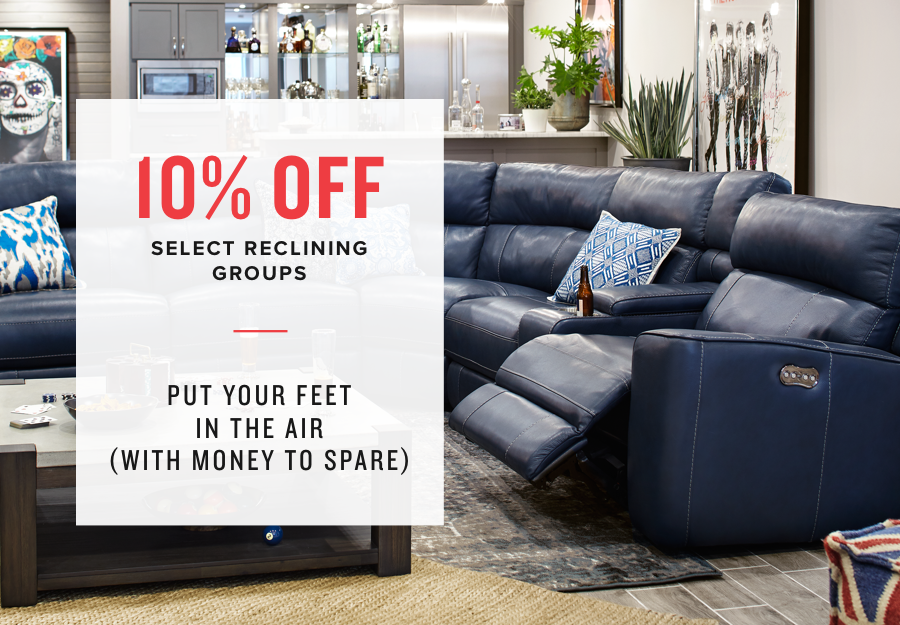 10% OFF
SELECT RECLINING
GROUPS
PUT YOUR FEET
IN THE AIR
(WITH MONEY TO SPARE)